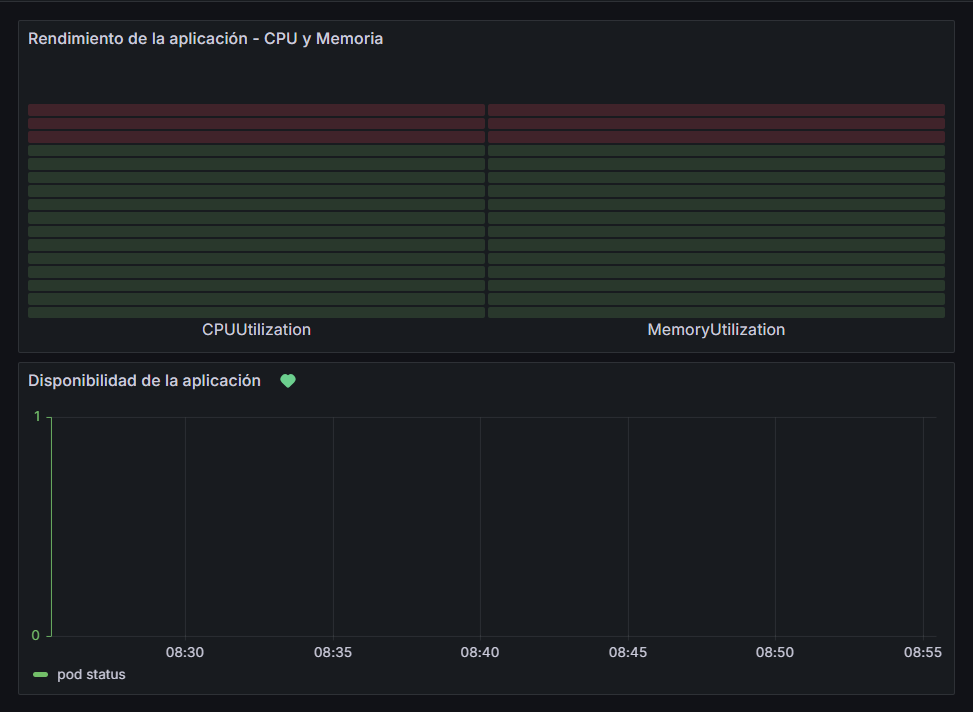 Rendimiento de la aplicación - CPU y Memoria
CPUUtilization
MemoryUtilization
Disponibilidad de la aplicación
1
0
08:30
08:35
08:40
08:45
08:50
08:55
pod status